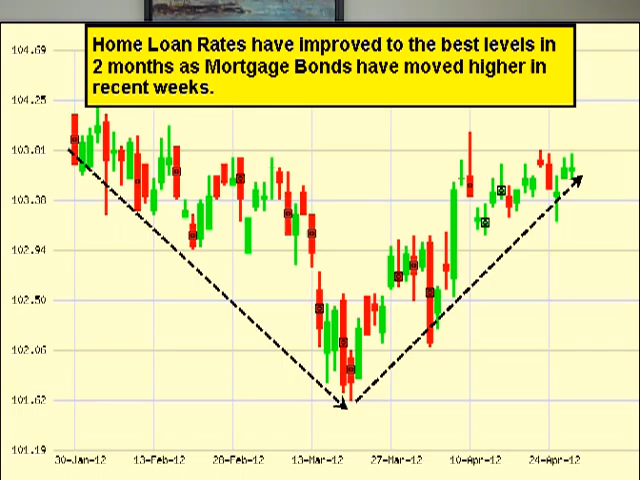 Home Loan Rates have improved to the best levels in
2 months as Mortgage Bonds have moved higher in
recent weeks.
104.69
104.25
103.81
103.38
102.94
102.50
102.06
101.62
101.19
30-Jan-12 13-Feb-12 28-Feb-12 13-Mar-12 27-Mar-12 10-Apr-12 24-Apr-12